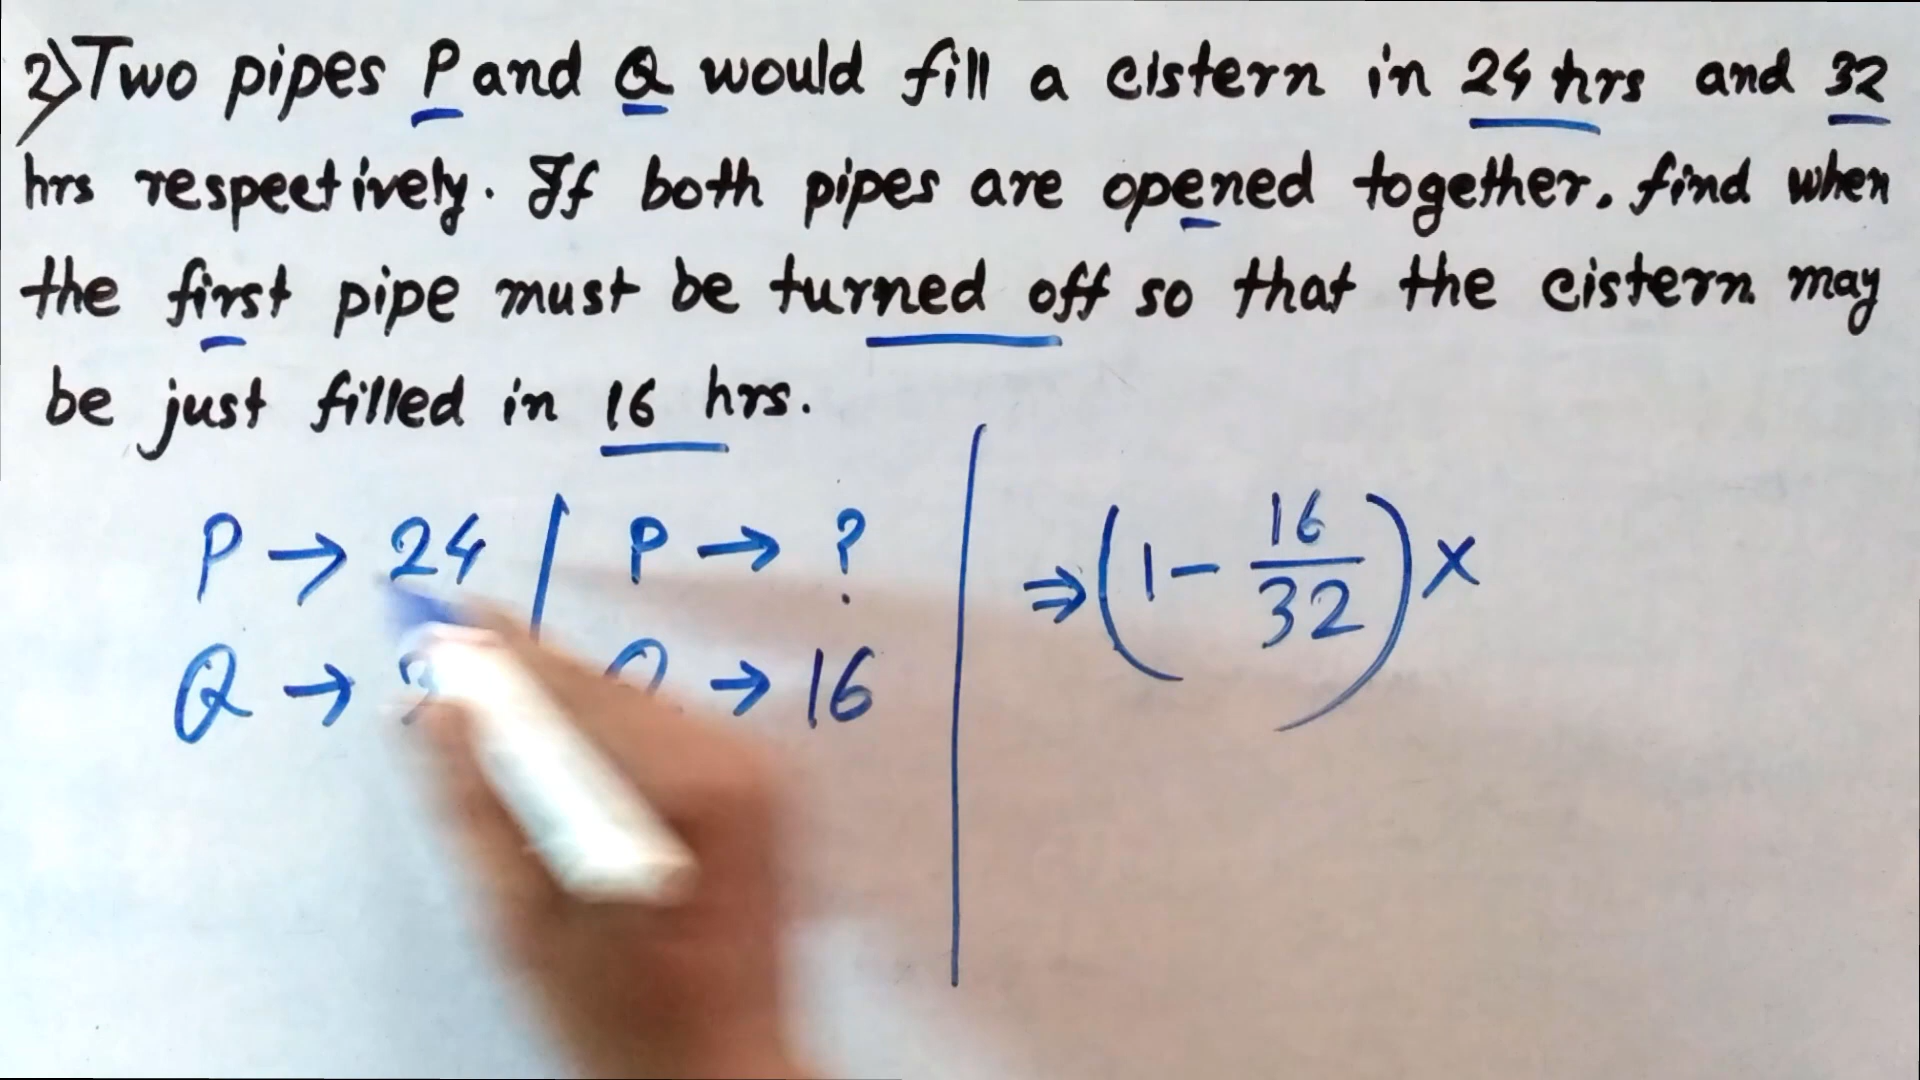 2) Two pipes P and Q would fill a cistern in 24 hrs and 32
hrs respectively. If both pipes are opened together. find when
the first pipe must be turned off so that the cistern may
be just filled in 16 hrs.
P → 24 P → ?
Q → 3 Q → 16
⇒ (1 - 16/32) ×